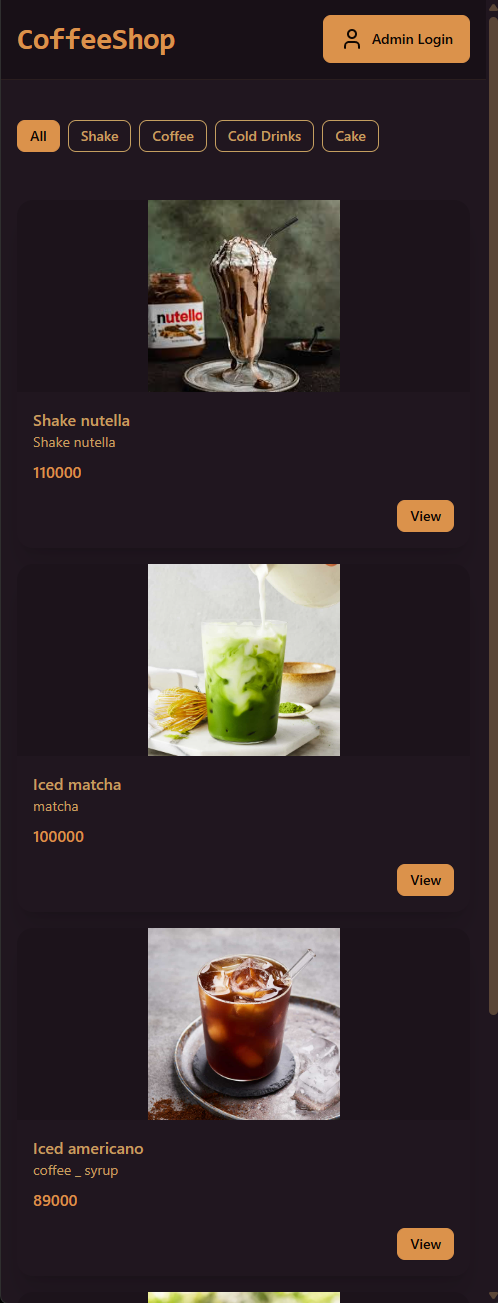 CoffeeShop
Admin Login
All
Shake
Coffee
Cold Drinks
Cake
nutella
Shake nutella
Shake nutella
110000
View
Iced matcha
matcha
100000
View
Iced americano
coffee _ syrup
89000
View